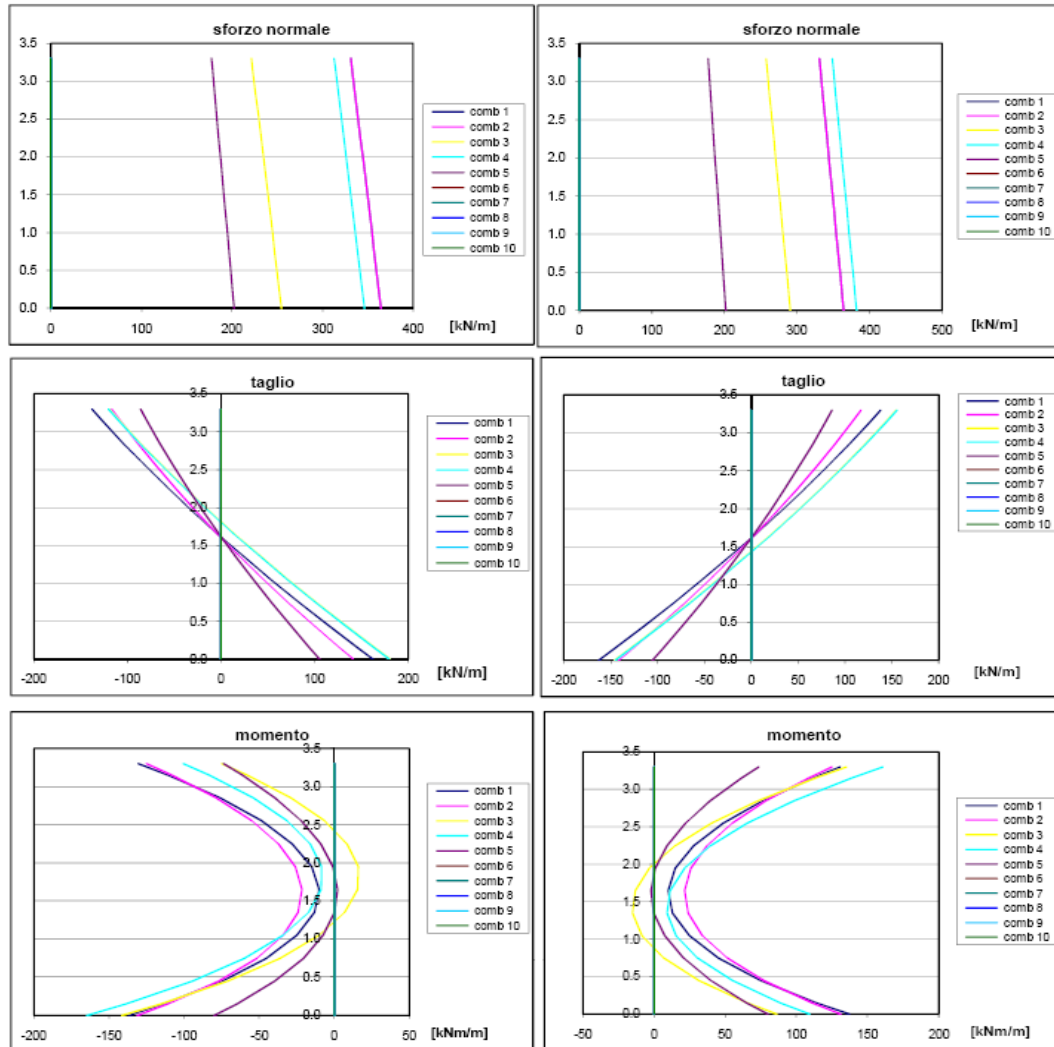 sforzo normale
3.5
3.0
2.5
2.0
1.5
1.0
0.5
0.0
0 100 200 300 400 [kN/m]
comb 1
comb 2
comb 3
comb 4
comb 5
comb 6
comb 7
comb 8
comb 9
comb 10
sforzo normale
3.5
3.0
2.5
2.0
1.5
1.0
0.5
0.0
0 100 200 300 400 500 [kN/m]
comb 1
comb 2
comb 3
comb 4
comb 5
comb 6
comb 7
comb 8
comb 9
comb 10
taglio
3.5
3.0
2.5
2.0
1.5
1.0
0.5
0.0
-200 -100 0 100 200 [kN/m]
comb 1
comb 2
comb 3
comb 4
comb 5
comb 6
comb 7
comb 8
comb 9
comb 10
taglio
3.5
3.0
2.5
2.0
1.5
1.0
0.5
0.0
-200 -150 -100 -50 0 50 100 150 200 [kN/m]
comb 1
comb 2
comb 3
comb 4
comb 5
comb 6
comb 7
comb 8
comb 9
comb 10
momento
3.5
3.0
2.5
2.0
1.5
1.0
0.5
0.0
-200 -150 -100 -50 0 50 [kNm/m]
comb 1
comb 2
comb 3
comb 4
comb 5
comb 6
comb 7
comb 8
comb 9
comb 10
momento
3.5
3.0
2.5
2.0
1.5
1.0
0.5
0.0
-50 0 50 100 150 200 [kNm/m]
comb 1
comb 2
comb 3
comb 4
comb 5
comb 6
comb 7
comb 8
comb 9
comb 10